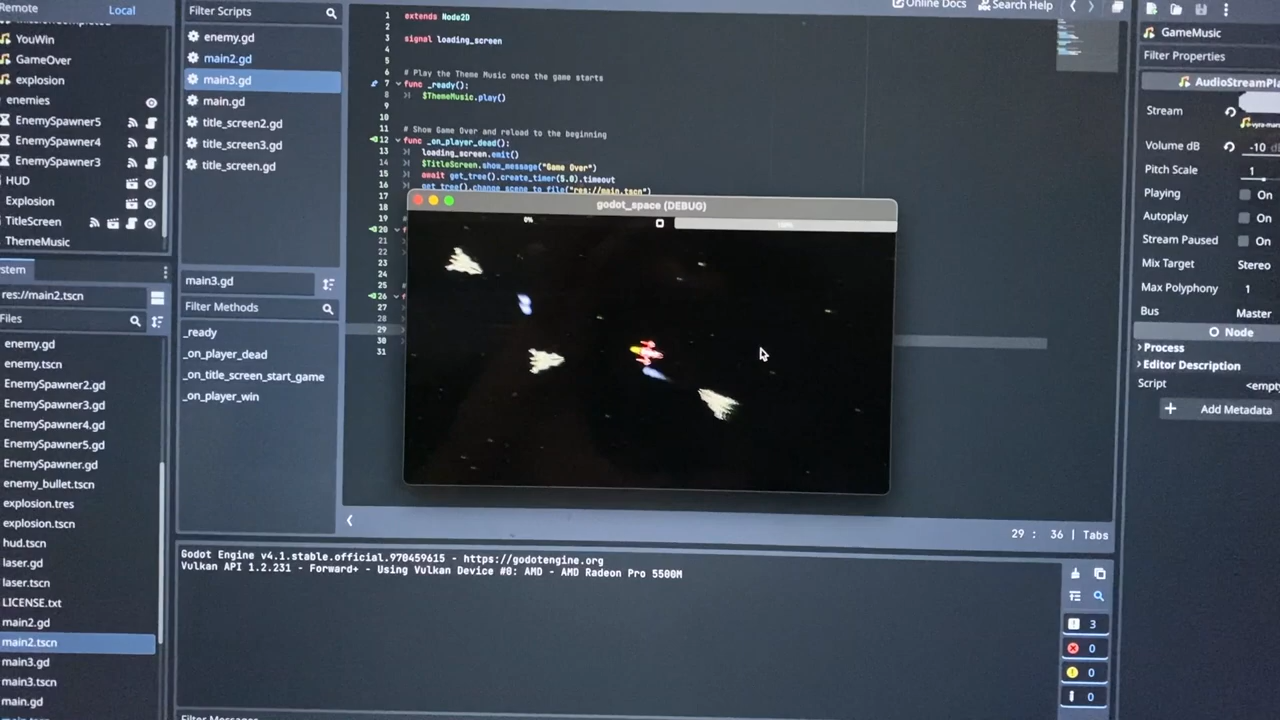 Remote
Local
YouWin
GameOver
explosion
enemies
EnemySpawner5
EnemySpawner4
EnemySpawner3
HUD
Explosion
TitleScreen
ThemeMusic
res://main2.tscn
Files
enemy.gd
enemy.tscn
EnemySpawner2.gd
EnemySpawner3.gd
EnemySpawner4.gd
EnemySpawner5.gd
EnemySpawner.gd
enemy_bullet.tscn
explosion.tres
explosion.tscn
hud.tscn
laser.gd
laser.tscn
LICENSE.txt
main2.gd
main2.tscn
main3.gd
main3.tscn
main.gd
Filter Scripts
enemy.gd
main2.gd
main3.gd
main.gd
title_screen2.gd
title_screen3.gd
title_screen.gd
main3.gd
Filter Methods
_ready
_on_player_dead
_on_title_screen_start_game
_on_player_win
Online Docs
Search Help
1 extends Node2D
2
3 signal loading_screen
4
5
6 # Play the Theme Music once the game starts
7 func _ready():
8 $ThemeMusic.play()
9
10
11 # Show Game Over and reload to the beginning
12 func _on_player_dead():
13 loading_screen.emit()
14 $TitleScreen.show_message("Game Over")
15 await get_tree().create_timer(5.0).timeout
16 get_tree().change_scene_to_file("res://main.tscn")
17
18
19
20
21
22
23
24
25
26
27
28
29
30
31
godot_space (DEBUG)
0%
29 : 36 | Tabs
Godot Engine v4.1.stable.official.970459615 - https://godotengine.org
Vulkan API 1.2.231 - Forward+ - Using Vulkan Device #0: AMD - AMD Radeon Pro 5500M
3
0
0
0
GameMusic
Filter Properties
AudioStreamPla
Stream
Volume dB
-10
Pitch Scale
1
Playing
On
Autoplay
On
Stream Paused
On
Mix Target
Stereo
Max Polyphony
1
Bus
Master
Node
Process
Editor Description
Script
<empty
Add Metadata